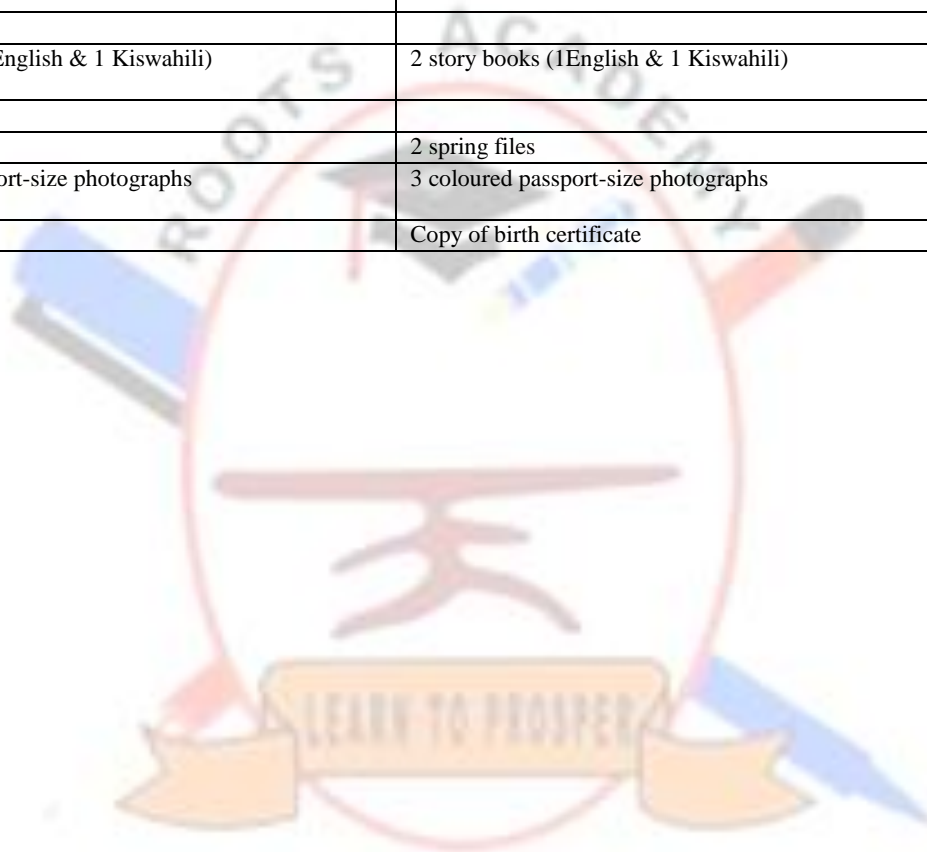 ROOTS ACADEMY
English & 1 Kiswahili) 2 story books (1English & 1 Kiswahili)
2 spring files
ort-size photographs 3 coloured passport-size photographs
Copy of birth certificate
LEARN TO PROSPER